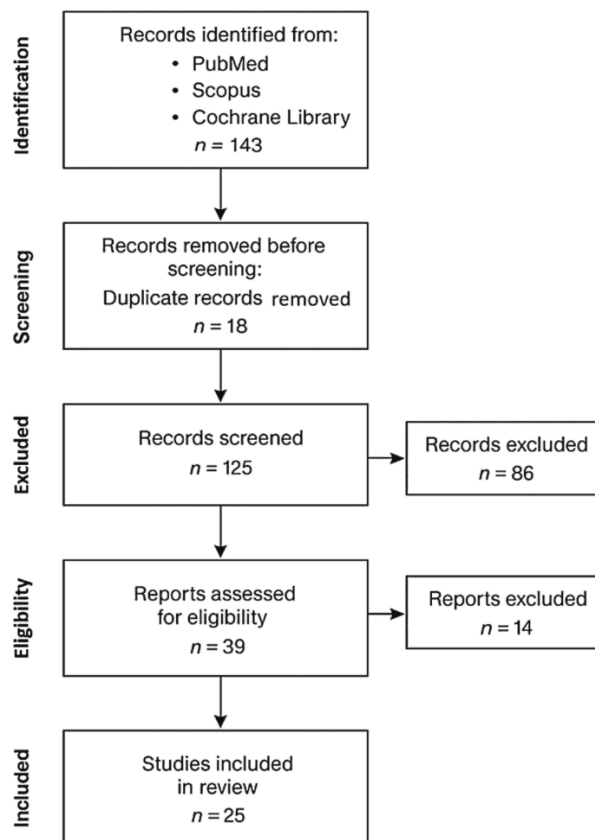 Identification
Records identified from:
• PubMed
• Scopus
• Cochrane Library
n = 143
Screening
Records removed before
screening:
Duplicate records removed
n = 18
Excluded
Records screened
n = 125
Records excluded
n = 86
Eligibility
Reports assessed
for eligibility
n = 39
Reports excluded
n = 14
Included
Studies included
in review
n = 25